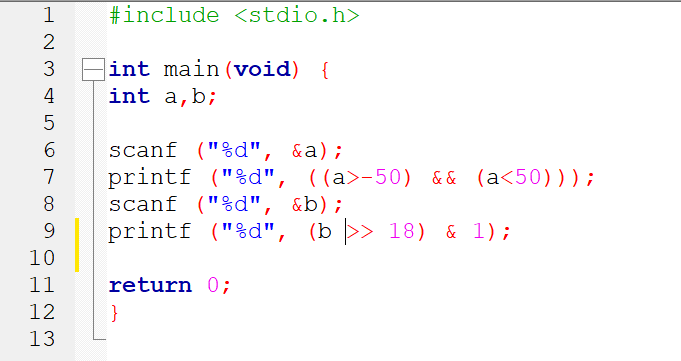 1 #include <stdio.h>
2
3 int main(void) {
4 int a,b;
5
6 scanf ("%d", &a);
7 printf ("%d", ((a>-50) && (a<50)));
8 scanf ("%d", &b);
9 printf ("%d", (b >> 18) & 1);
10
11 return 0;
12 }
13